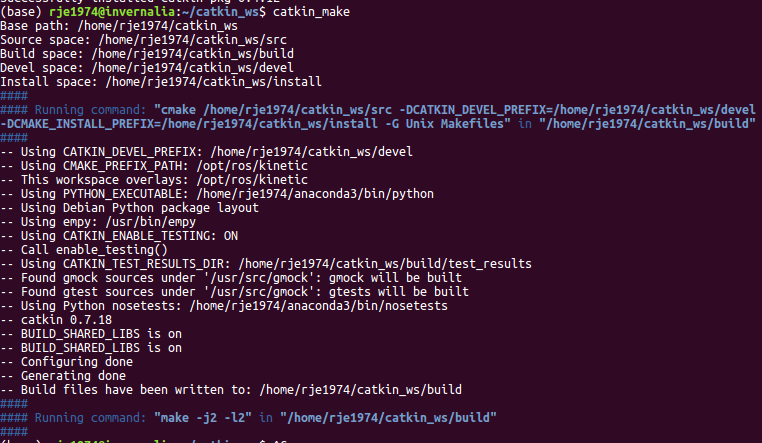 (base) rje1974@invernalia:~/catkin_ws$ catkin_make
Base path: /home/rje1974/catkin_ws
Source space: /home/rje1974/catkin_ws/src
Build space: /home/rje1974/catkin_ws/build
Devel space: /home/rje1974/catkin_ws/devel
Install space: /home/rje1974/catkin_ws/install
####
#### Running command: "cmake /home/rje1974/catkin_ws/src -DCATKIN_DEVEL_PREFIX=/home/rje1974/catkin_ws/devel
-DCMAKE_INSTALL_PREFIX=/home/rje1974/catkin_ws/install -G Unix Makefiles" in "/home/rje1974/catkin_ws/build"
####
-- Using CATKIN_DEVEL_PREFIX: /home/rje1974/catkin_ws/devel
-- Using CMAKE_PREFIX_PATH: /opt/ros/kinetic
-- This workspace overlays: /opt/ros/kinetic
-- Using PYTHON_EXECUTABLE: /home/rje1974/anaconda3/bin/python
-- Using Debian Python package layout
-- Using empy: /usr/bin/empy
-- Using CATKIN_ENABLE_TESTING: ON
-- Call enable_testing()
-- Using CATKIN_TEST_RESULTS_DIR: /home/rje1974/catkin_ws/build/test_results
-- Found gmock sources under '/usr/src/gmock': gmock will be built
-- Found gtest sources under '/usr/src/gmock': gtests will be built
-- Using Python nosetests: /home/rje1974/anaconda3/bin/nosetests
-- catkin 0.7.18
-- BUILD_SHARED_LIBS is on
-- BUILD_SHARED_LIBS is on
-- Configuring done
-- Generating done
-- Build files have been written to: /home/rje1974/catkin_ws/build
####
#### Running command: "make -j2 -l2" in "/home/rje1974/catkin_ws/build"
####